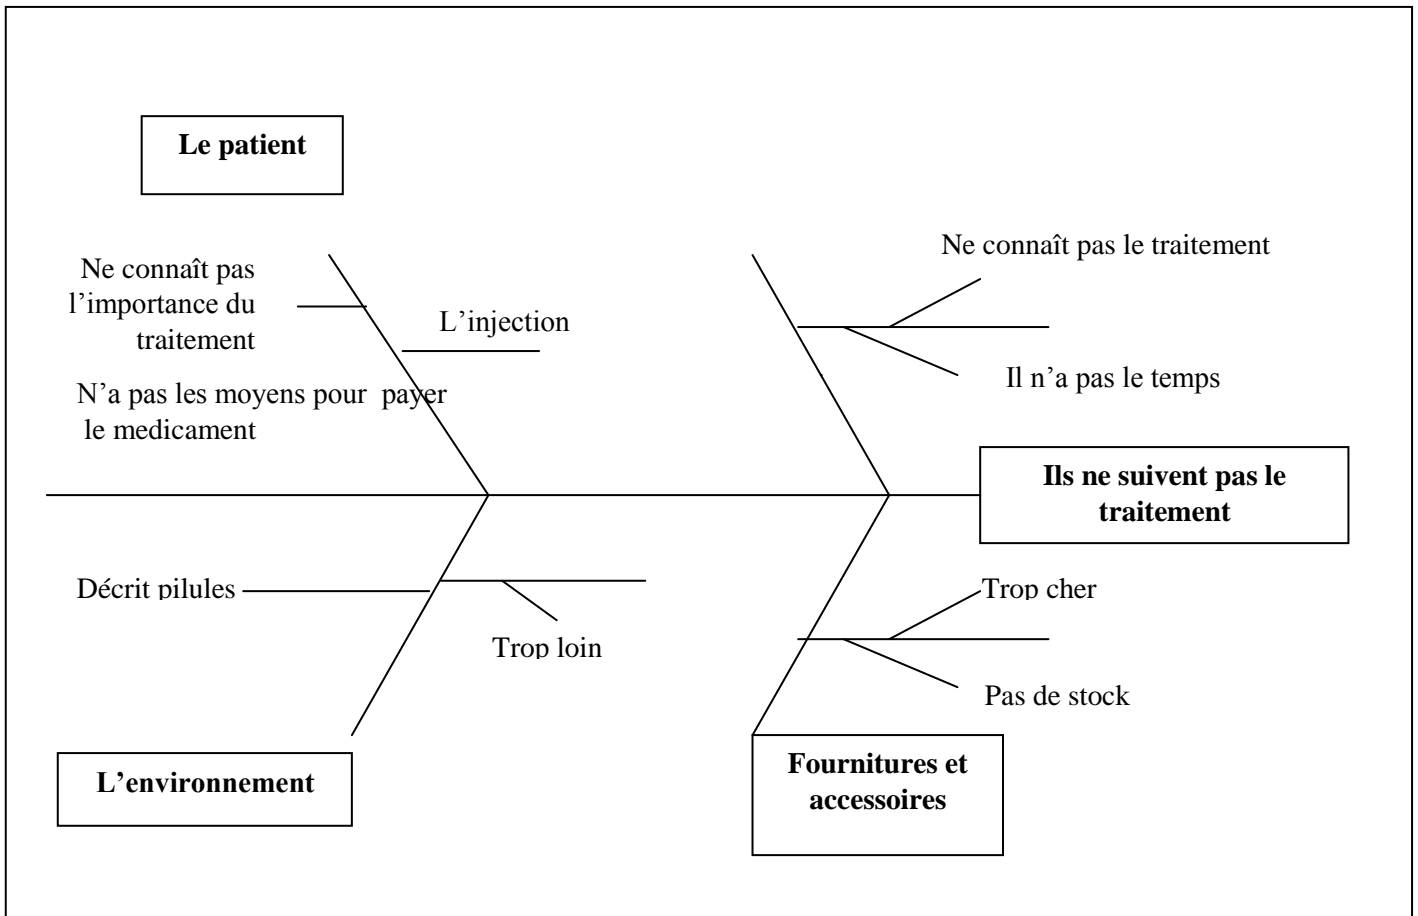 Le patient
Ne connaît pas
l’importance du
traitement
L’injection
N’a pas les moyens pour  payer
le medicament
Ne connaît pas le traitement
Il n’a pas le temps
Ils ne suivent pas le
traitement
Décrit pilules
Trop loin
Trop cher
Pas de stock
L’environnement
Fournitures et
accessoires